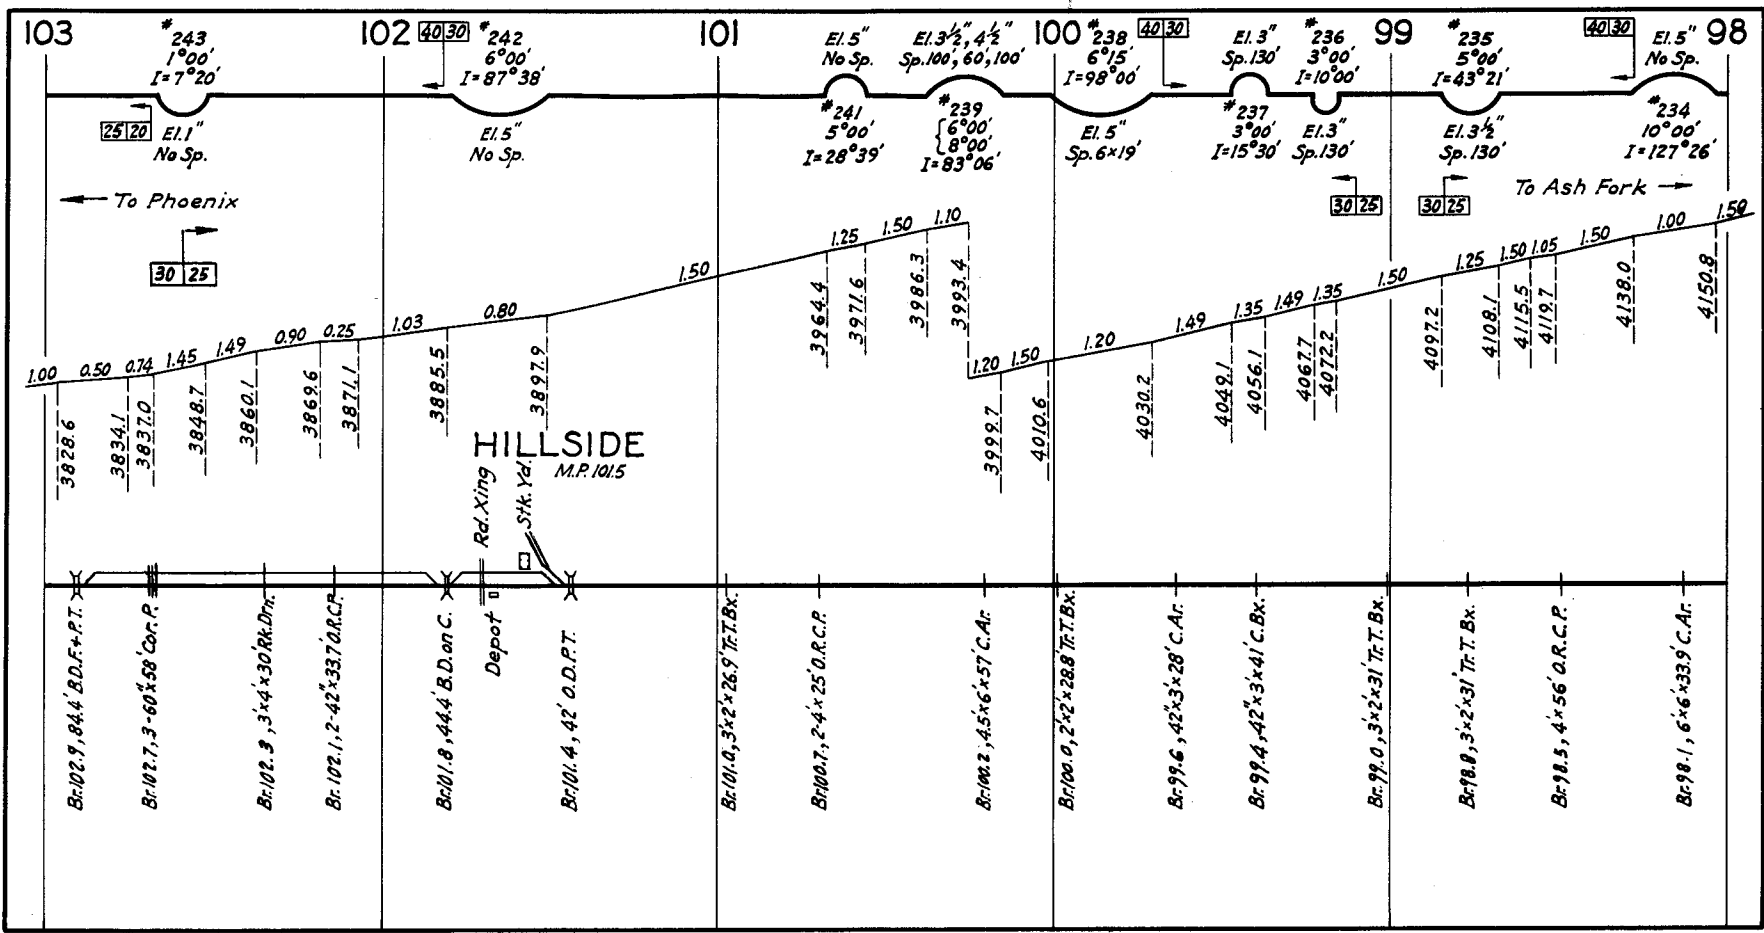 103
#243
1°00'
I=7°20'
102
40 30
#242
6°00'
I=87°38'
101
El. 5"
No Sp.
El. 3½", 4½"
Sp. 100', 60', 100'
100
#238
6°15'
I=98°00'
40 30
El. 3"
Sp. 130'
#236
3°00'
I=10°00'
99
#235
5°00'
I=43°21'
40 30
El. 5"
No Sp.
98
25 20
El. 1"
No Sp.
El. 5"
No Sp.
#241
5°00'
I=28°39'
#239
6°00'
8°00'
I=83°06'
El. 5"
Sp. 6×19'
#237
3°00'
I=15°30'
El. 3"
Sp. 130'
El. 3½"
Sp. 130'
#234
10°00'
I=127°26'
To Phoenix
30 25
30 25
30 25
To Ash Fork
1.00 0.50 0.74 1.45 1.49 0.90 0.25 1.03 0.80 1.50 1.25 1.50 1.10
1.20 1.50 1.20 1.49 1.35 1.49 1.35 1.50 1.25 1.50 1.05 1.50 1.00 1.50
3828.6
3834.1
3837.0
3848.7
3860.1
3869.6
3871.1
3885.5
3897.9
3964.4
3971.6
3986.3
3993.4
3999.7
4010.6
4030.2
4049.1
4056.1
4067.7
4072.2
4097.2
4108.1
4115.5
4119.7
4138.0
4150.8
HILLSIDE
M.P. 101.5
Rd. Xing
Stk. Yd.
Depot
Br. 102.9, 84.4' B.D.F. & P.T.
Br. 102.7, 3-60"×58' Cor. P.
Br. 102.3, 3'×4'×30' Rk. Drn.
Br. 102.1, 2-42"×33.7' O.R.C.P.
Br. 101.8, 44.4' B.D. on C.
Br. 101.4, 42' O.D.P.T.
Br. 101.0, 3'×2'×26.9' Tr. T. Bx.
Br. 100.7, 2-4'×25' O.R.C.P.
Br. 100.2, 4.5'×6'×57' C. Ar.
Br. 100.0, 2'×2'×28.8' Tr. T. Bx.
Br. 99.6, 42"×3'×28' C. Ar.
Br. 99.4, 42"×3'×41' C. Bx.
Br. 99.0, 3'×2'×31' Tr. T. Bx.
Br. 98.8, 3'×2'×31' Tr. T. Bx.
Br. 98.5, 4'×56' O.R.C.P.
Br. 98.1, 6'×6'×33.9' C. Ar.